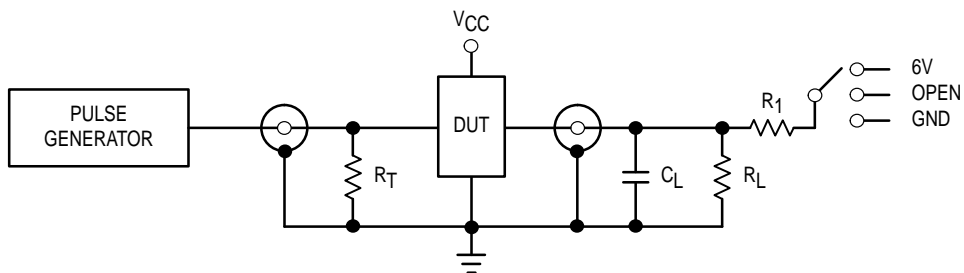 VCC
PULSE
GENERATOR
DUT
RT
CL
RL
R1
6V
OPEN
GND